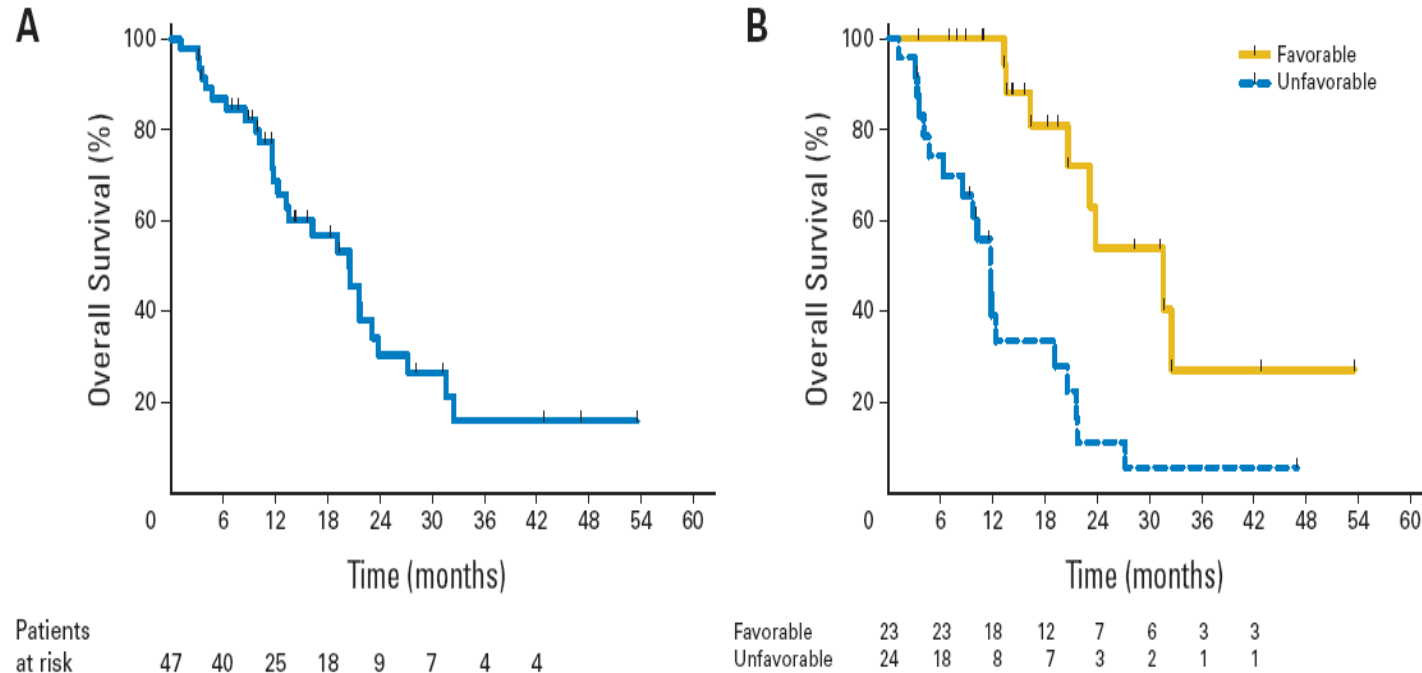 A
100
80
60
40
20
Overall Survival (%)
0 6 12 18 24 30 36 42 48 54 60
Time (months)
Patients
at risk 47 40 25 18 9 7 4 4
B
100
80
60
40
20
Overall Survival (%)
Favorable
Unfavorable
0 6 12 18 24 30 36 42 48 54 60
Time (months)
Favorable 23 23 18 12 7 6 3 3
Unfavorable 24 18 8 7 3 2 1 1